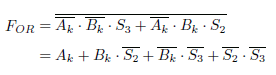 $F_{OR} = \overline{\overline{A_k} \cdot \overline{B_k} \cdot S_3 + \overline{A_k} \cdot B_k \cdot S_2}$
$= A_k + B_k \cdot \overline{S_2} + \overline{B_k} \cdot \overline{S_3} + \overline{S_2} \cdot \overline{S_3}$